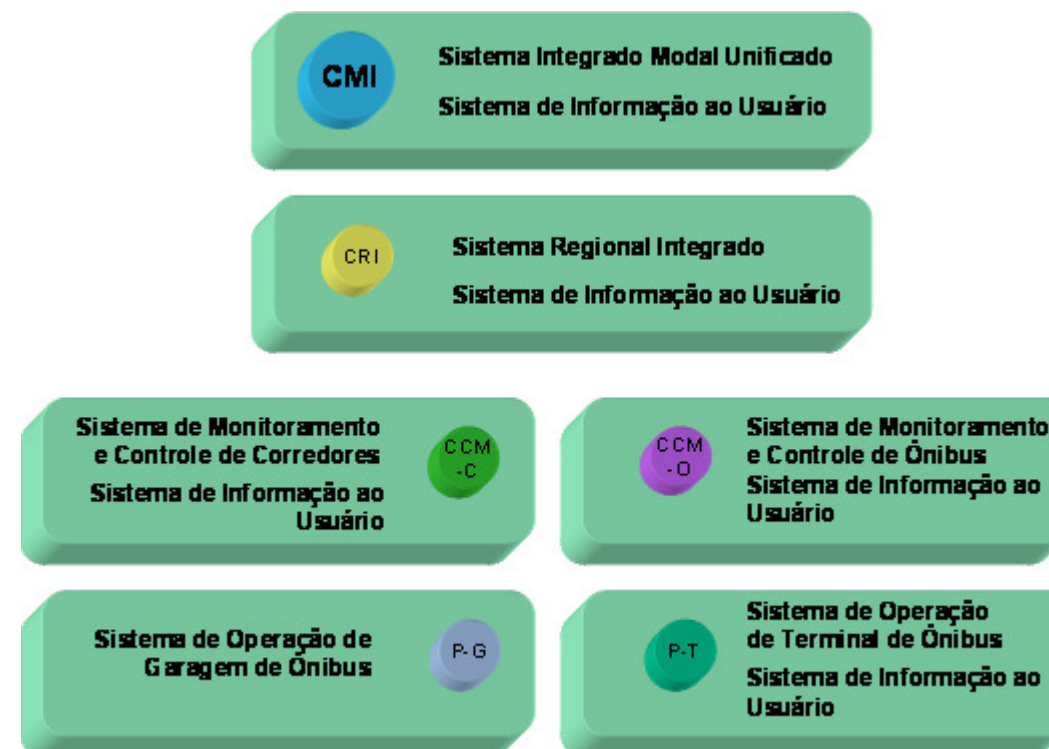 CMI
Sistema Integrado Modal Unificado
Sistema de Informação ao Usuário
CRI
Sistema Regional Integrado
Sistema de Informação ao Usuário
Sistema de Monitoramento
e Controle de Corredores
Sistema de Informação ao
Usuário
CCM
-C
CCM
-O
Sistema de Monitoramento
e Controle de Ônibus
Sistema de Informação ao
Usuário
Sistema de Operação de
Garagem de Ônibus
P-G
P-T
Sistema de Operação
de Terminal de Ônibus
Sistema de Informação ao
Usuário